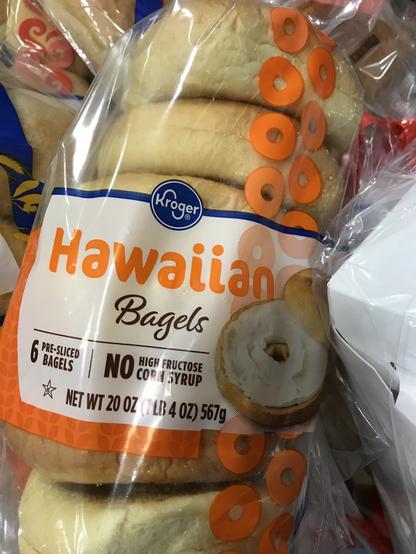 Kroger®
Hawaiian
Bagels
6 PRE-SLICED BAGELS
NO HIGH FRUCTOSE CORN SYRUP
NET WT 20 OZ (1 LB 4 OZ) 567g